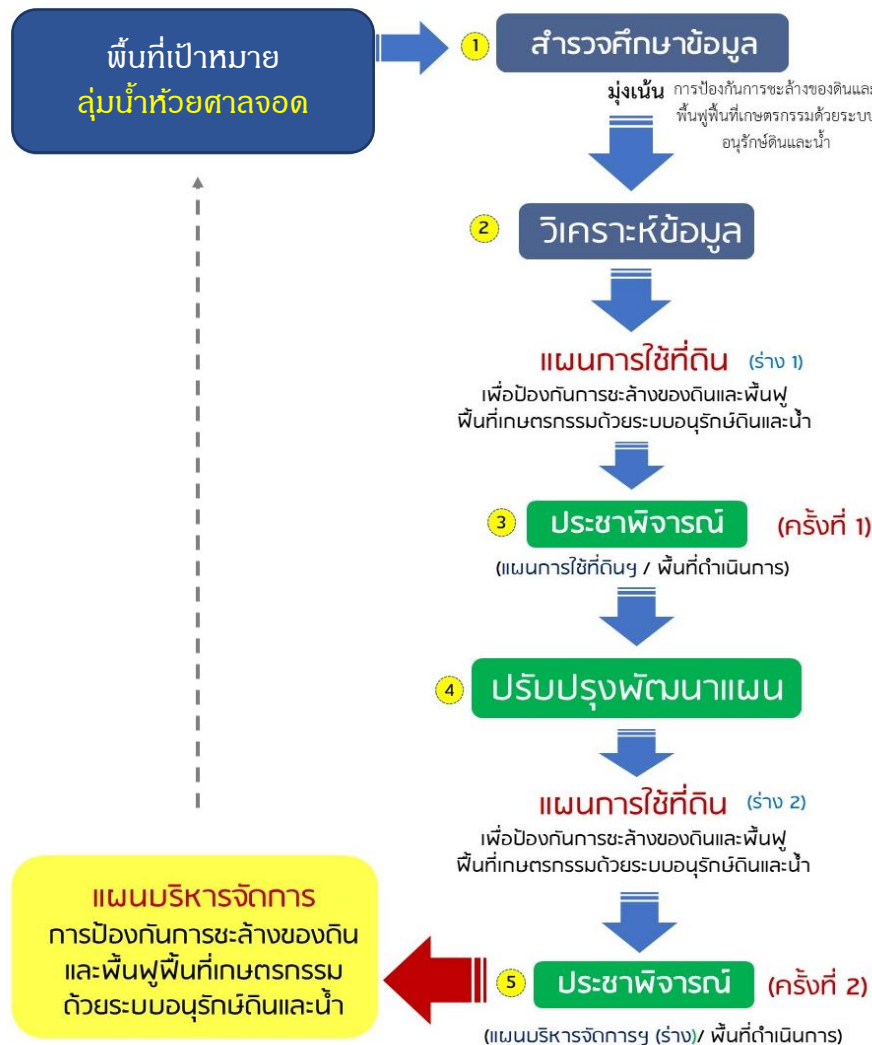 พื้นที่เป้าหมาย
ลุ่มน้ำห้วยศาลจอด
1
สำรวจศึกษาข้อมูล
มุ่งเน้น การป้องกันการชะล้างของดินและ
พื้นฟูฟื้นที่เกษตรกรรมด้วยระบบ
อนุรักษ์ดินและน้ำ
2
วิเคราะห์ข้อมูล
แผนการใช้ที่ดิน (ร่าง 1)
เพื่อป้องกันการชะล้างของดินและพื้นฟู
ฟื้นที่เกษตรกรรมด้วยระบบอนุรักษ์ดินและน้ำ
3
ประชาพิจารณ์ (ครั้งที่ 1)
(แผนการใช้ที่ดินฯ / พื้นที่ดำเนินการ)
4
ปรับปรุงพัฒนาแผน
แผนการใช้ที่ดิน (ร่าง 2)
เพื่อป้องกันการชะล้างของดินและพื้นฟู
ฟื้นที่เกษตรกรรมด้วยระบบอนุรักษ์ดินและน้ำ
5
ประชาพิจารณ์ (ครั้งที่ 2)
(แผนบริหารจัดการฯ (ร่าง)/ พื้นที่ดำเนินการ)
แผนบริหารจัดการ
การป้องกันการชะล้างของดิน
และพื้นฟูฟื้นที่เกษตรกรรม
ด้วยระบบอนุรักษ์ดินและน้ำ